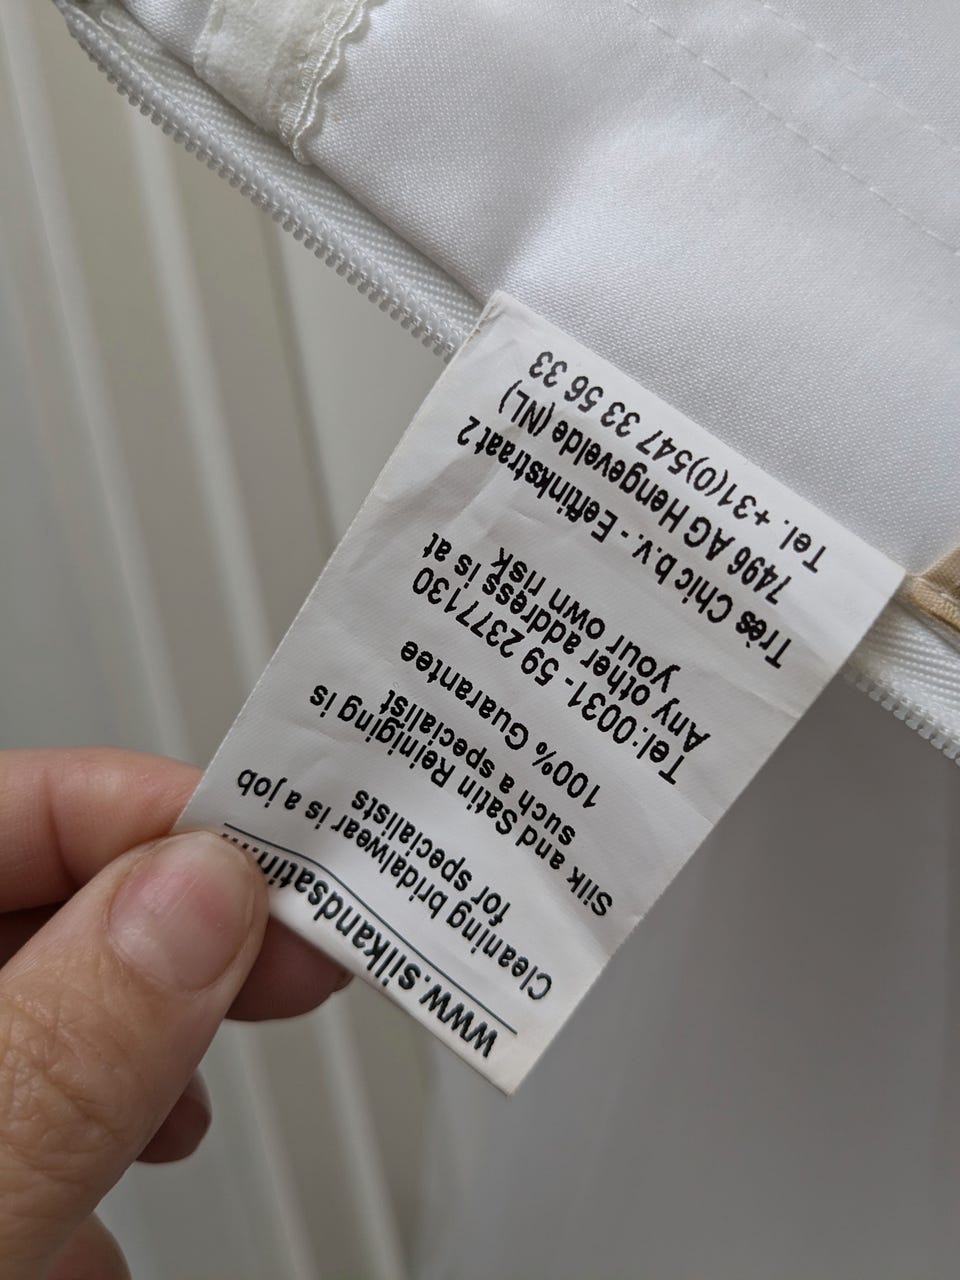 www.silkandsatin
Cleaning bridalwear is a job
for specialists
Silk and Satin Reiniging is
such a specialist
100% Guarantee
Tel:0031 - 59 2377130
Any other address is at
your own risk
Très Chic b.v. - Eeftinkstraat 2
7496 AG Hengevelde (NL)
Tel. +31(0)547 33 56 33